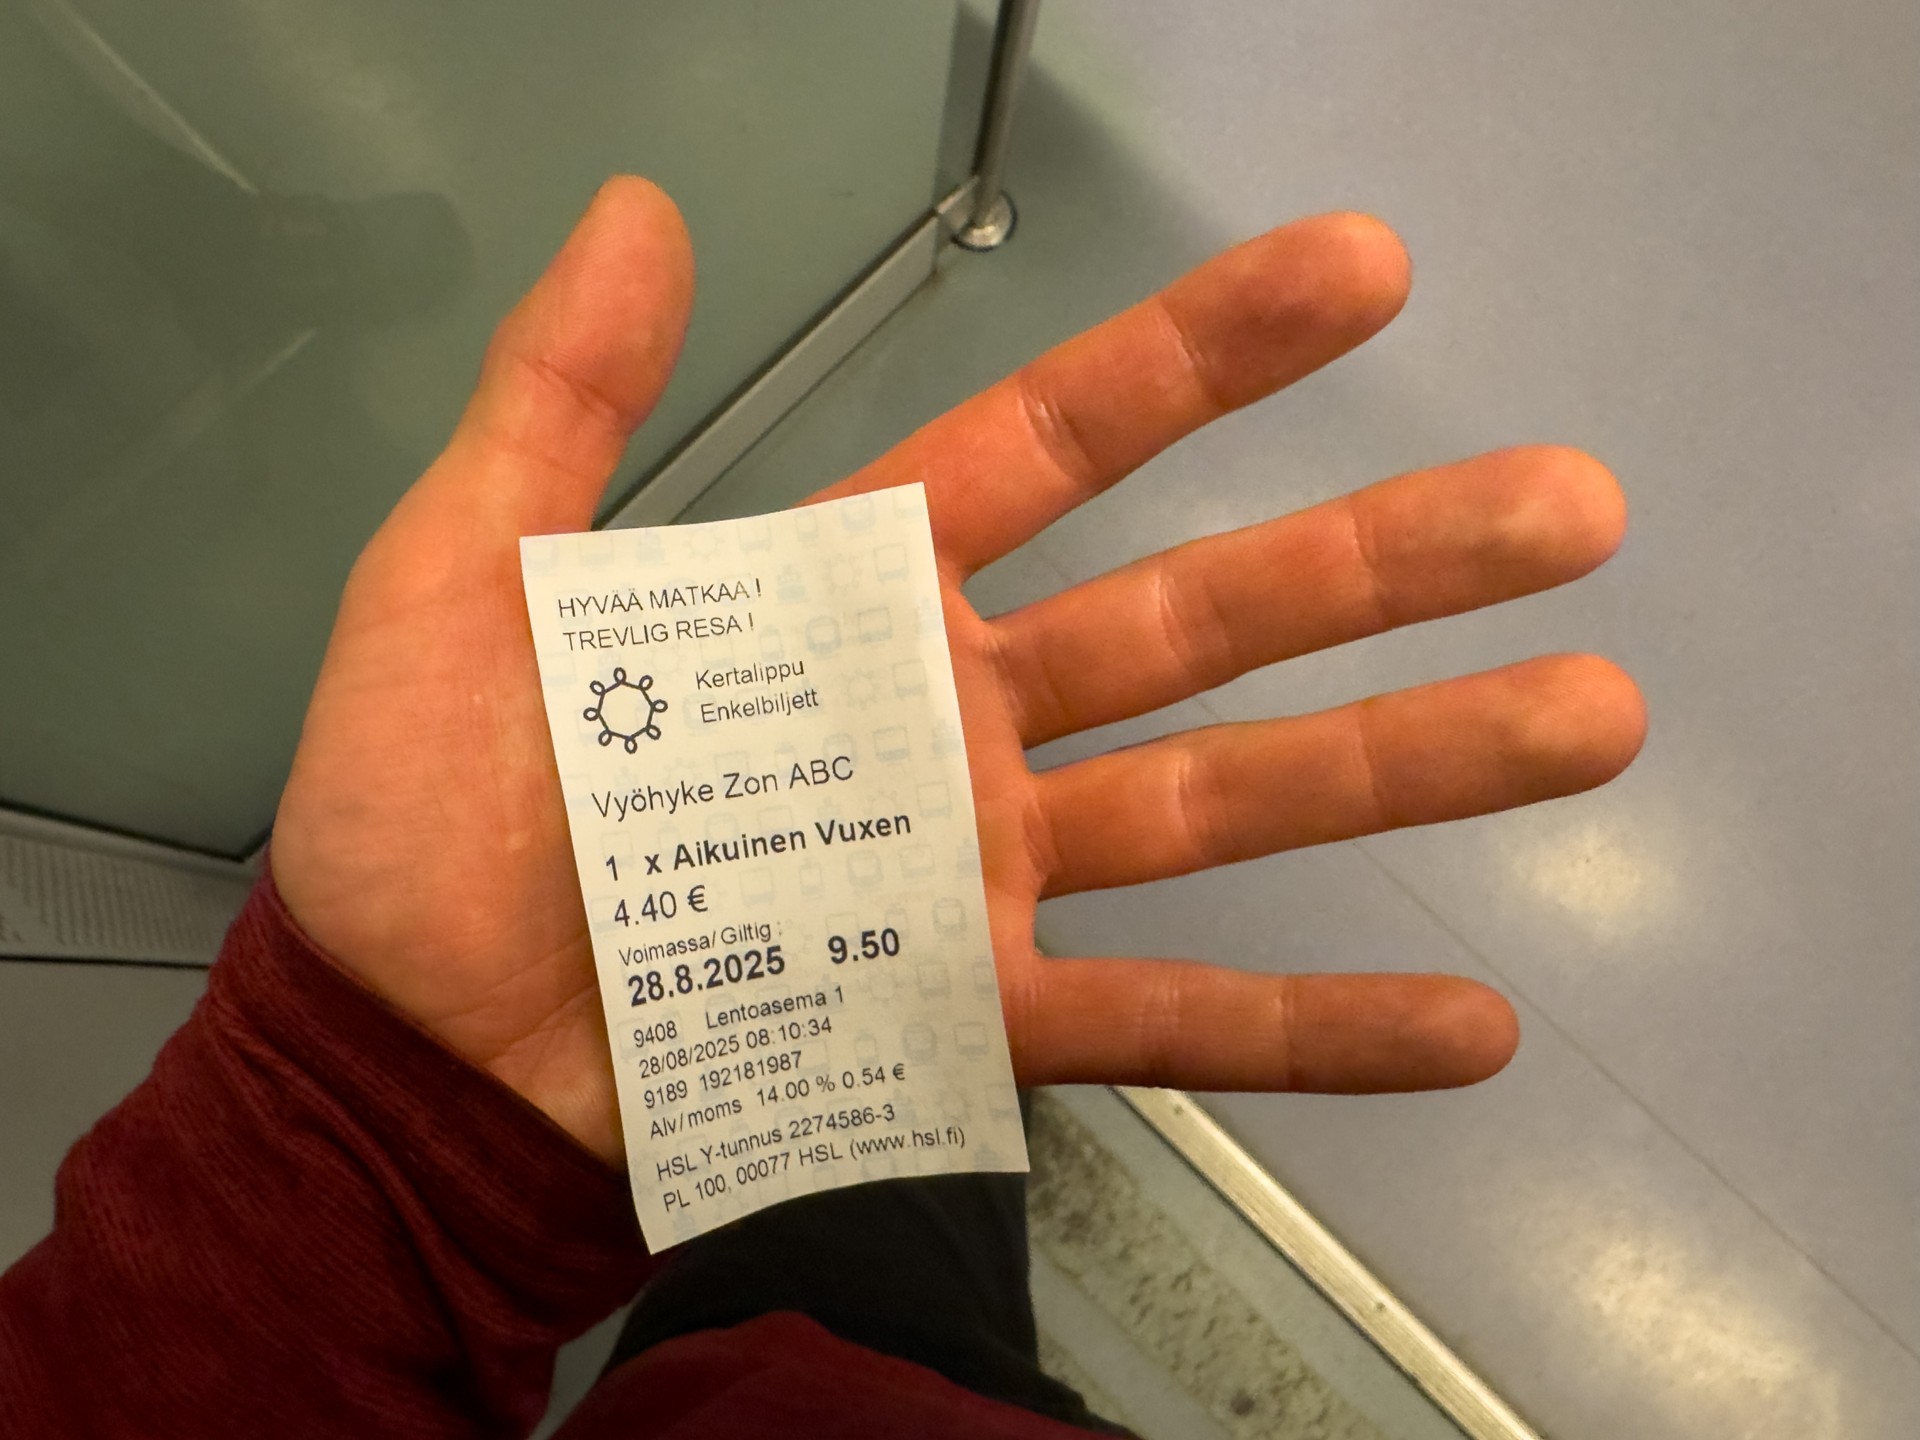 HYVÄÄ MATKAA !
TREVLIG RESA !
Kertalippu
Enkelbiljett
Vyöhyke Zon ABC
1 x Aikuinen Vuxen
4.40 €
Voimassa/ Giltig :
28.8.2025 9.50
9408 Lentoasema 1
28/08/2025 08:10:34
9189 192181987
Alv/moms 14.00 % 0.54 €
HSL Y-tunnus 2274586-3
PL 100, 00077 HSL (www.hsl.fi)